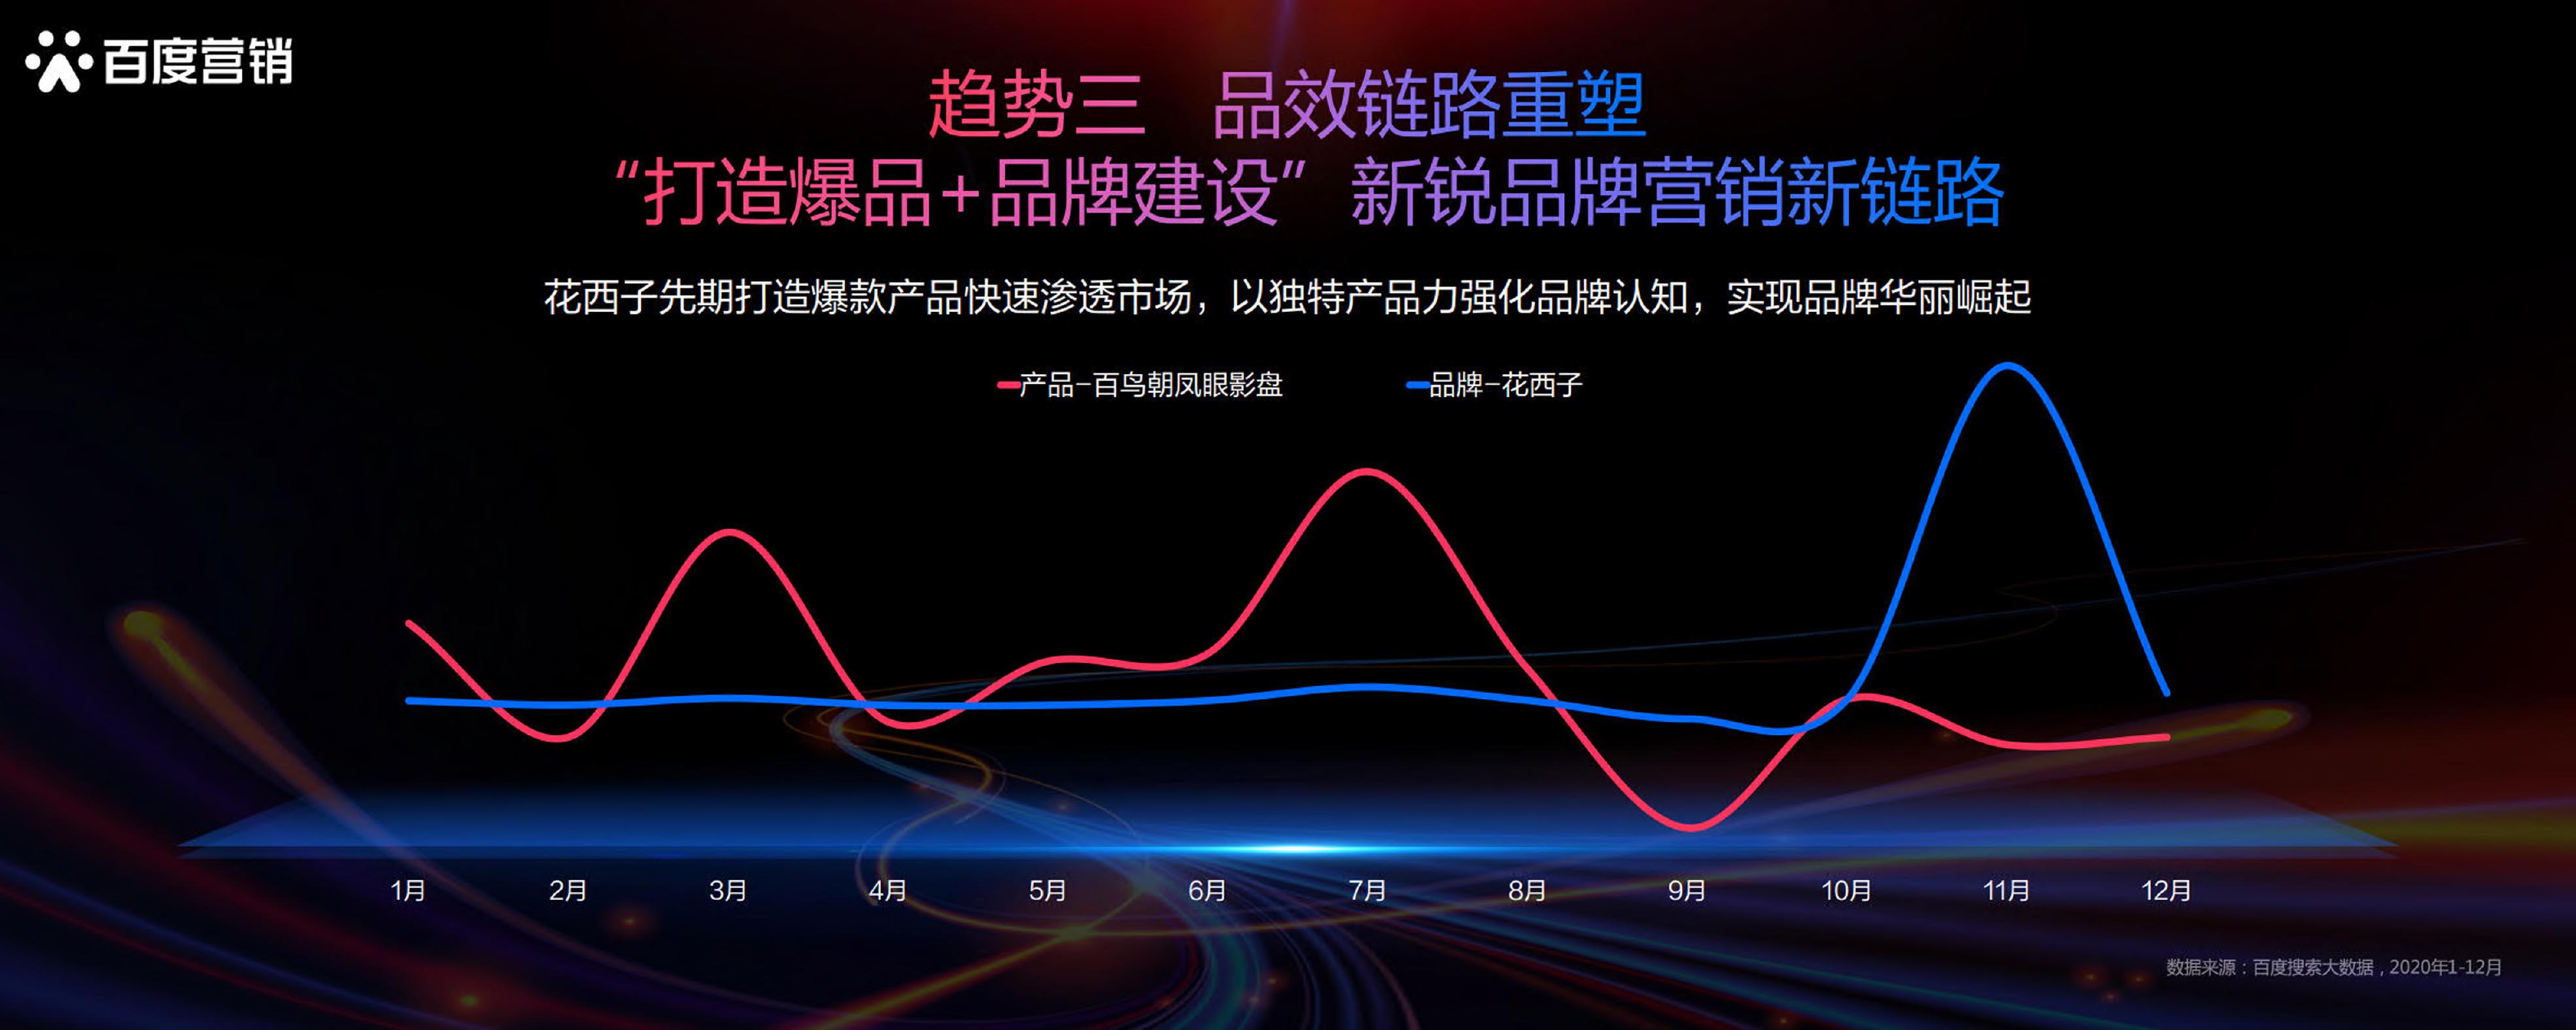 百度营销
趋势三 品效链路重塑
“打造爆品+品牌建设” 新锐品牌营销新链路
花西子先期打造爆款产品快速渗透市场，以独特产品力强化品牌认知，实现品牌华丽崛起
产品-百鸟朝凤眼影盘 品牌-花西子
1月 2月 3月 4月 5月 6月 7月 8月 9月 10月 11月 12月
数据来源：百度搜索大数据，2020年1-12月